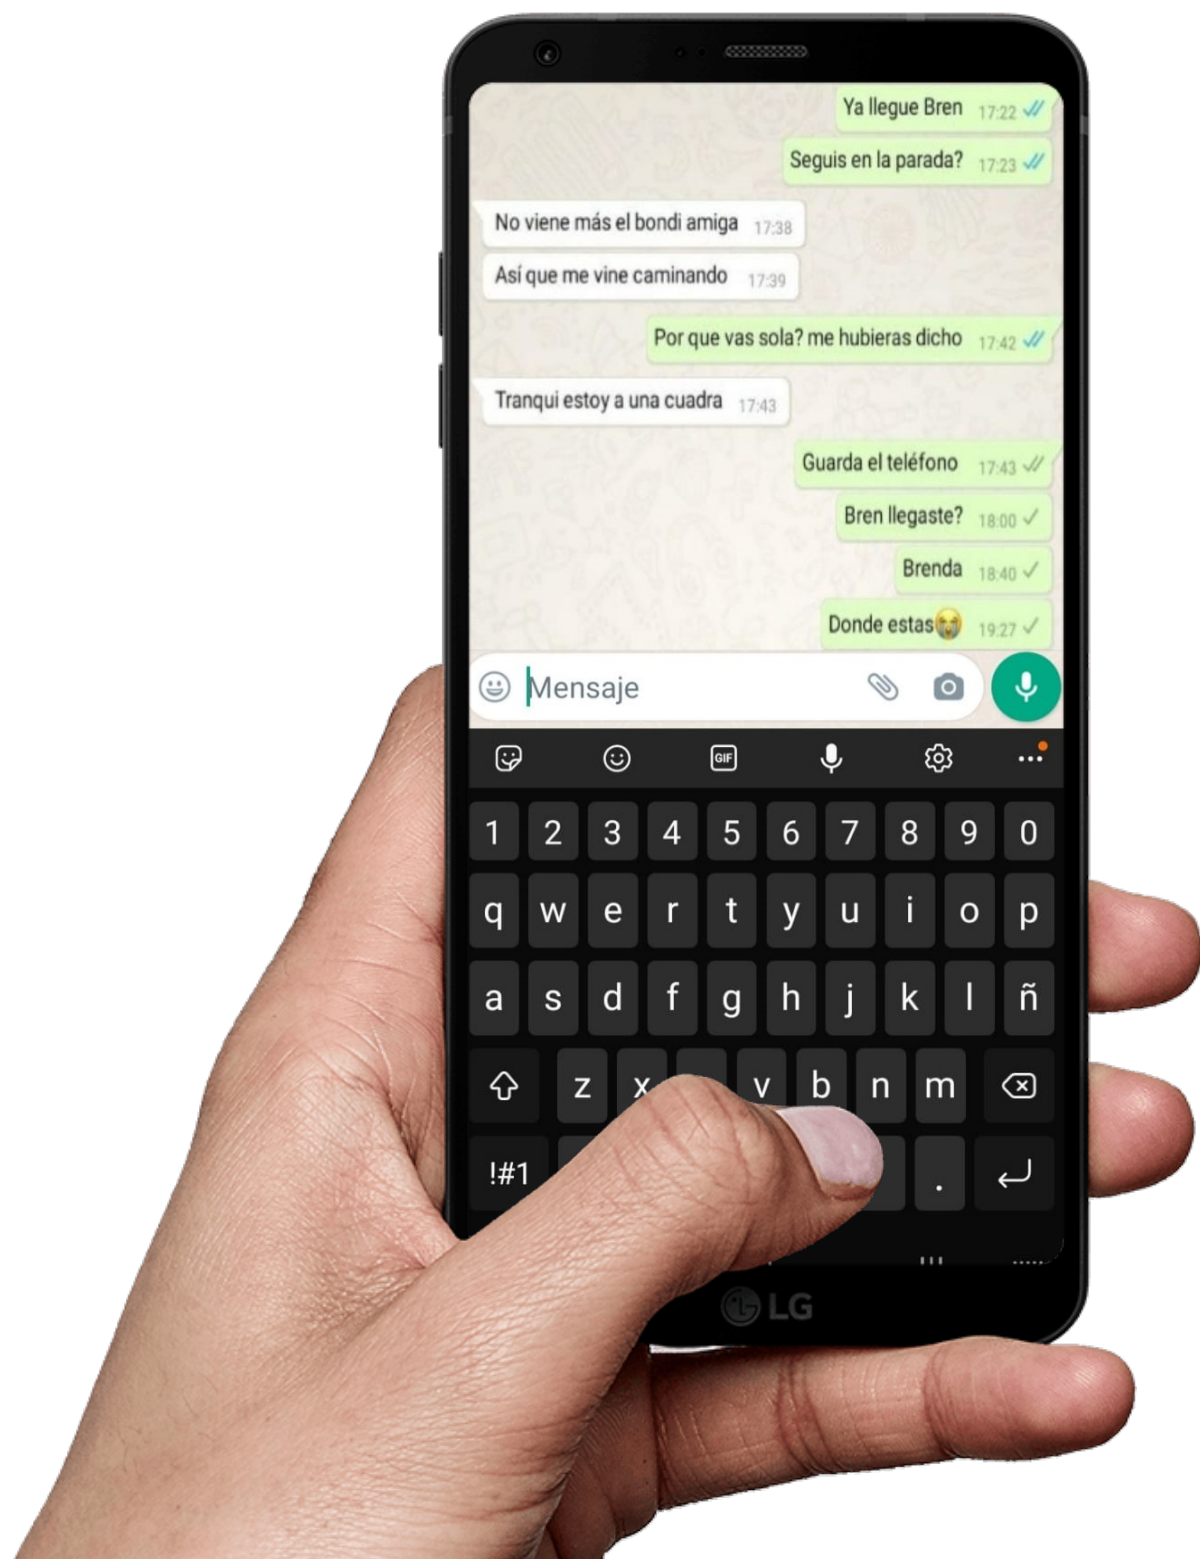 Ya llegue Bren 17:22
Seguis en la parada? 17:23
No viene más el bondi amiga 17:38
Así que me vine caminando 17:39
Por que vas sola? me hubieras dicho 17:42
Tranqui estoy a una cuadra 17:43
Guarda el teléfono 17:43
Bren llegaste? 18:00
Brenda 18:40
Donde estas😭 19:27
Mensaje
GIF
1 2 3 4 5 6 7 8 9 0
q w e r t y u i o p
a s d f g h j k l ñ
z x v b n m
!#1 .
LG